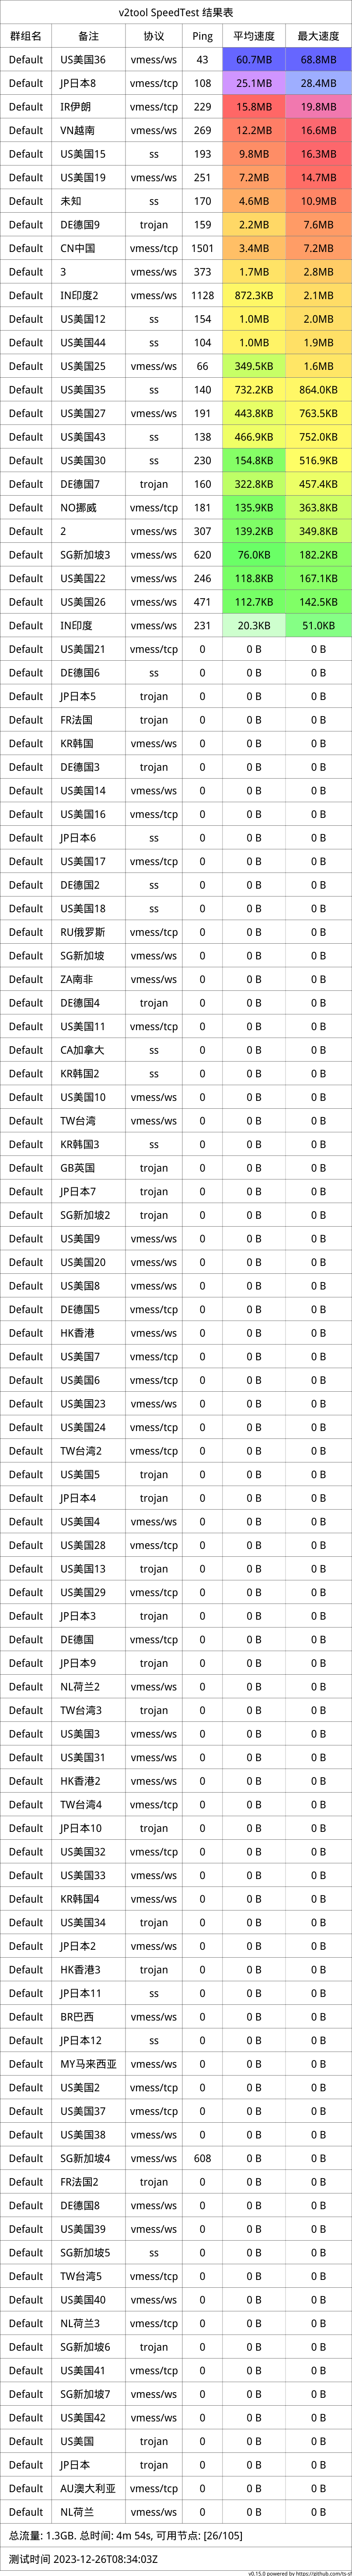 v2tool SpeedTest 结果表
群组名 备注 协议 Ping 平均速度 最大速度
Default US美国36 vmess/ws 43 60.7MB 68.8MB
Default JP日本8 vmess/tcp 108 25.1MB 28.4MB
Default IR伊朗 vmess/tcp 229 15.8MB 19.8MB
Default VN越南 vmess/ws 269 12.2MB 16.6MB
Default US美国15 ss 193 9.8MB 16.3MB
Default US美国19 vmess/ws 251 7.2MB 14.7MB
Default 未知 ss 170 4.6MB 10.9MB
Default DE德国9 trojan 159 2.2MB 7.6MB
Default CN中国 vmess/tcp 1501 3.4MB 7.2MB
Default 3 vmess/ws 373 1.7MB 2.8MB
Default IN印度2 vmess/ws 1128 872.3KB 2.1MB
Default US美国12 ss 154 1.0MB 2.0MB
Default US美国44 ss 104 1.0MB 1.9MB
Default US美国25 vmess/ws 66 349.5KB 1.6MB
Default US美国35 ss 140 732.2KB 864.0KB
Default US美国27 vmess/ws 191 443.8KB 763.5KB
Default US美国43 ss 138 466.9KB 752.0KB
Default US美国30 ss 230 154.8KB 516.9KB
Default DE德国7 trojan 160 322.8KB 457.4KB
Default NO挪威 vmess/tcp 181 135.9KB 363.8KB
Default 2 vmess/ws 307 139.2KB 349.8KB
Default SG新加坡3 vmess/ws 620 76.0KB 182.2KB
Default US美国22 vmess/ws 246 118.8KB 167.1KB
Default US美国26 vmess/ws 471 112.7KB 142.5KB
Default IN印度 vmess/ws 231 20.3KB 51.0KB
Default US美国21 vmess/tcp 0 0 B 0 B
Default DE德国6 ss 0 0 B 0 B
Default JP日本5 trojan 0 0 B 0 B
Default FR法国 trojan 0 0 B 0 B
Default KR韩国 vmess/ws 0 0 B 0 B
Default DE德国3 trojan 0 0 B 0 B
Default US美国14 vmess/ws 0 0 B 0 B
Default US美国16 vmess/tcp 0 0 B 0 B
Default JP日本6 ss 0 0 B 0 B
Default US美国17 vmess/tcp 0 0 B 0 B
Default DE德国2 ss 0 0 B 0 B
Default US美国18 ss 0 0 B 0 B
Default RU俄罗斯 vmess/tcp 0 0 B 0 B
Default SG新加坡 vmess/ws 0 0 B 0 B
Default ZA南非 vmess/ws 0 0 B 0 B
Default DE德国4 trojan 0 0 B 0 B
Default US美国11 vmess/tcp 0 0 B 0 B
Default CA加拿大 ss 0 0 B 0 B
Default KR韩国2 ss 0 0 B 0 B
Default US美国10 vmess/ws 0 0 B 0 B
Default TW台湾 vmess/ws 0 0 B 0 B
Default KR韩国3 ss 0 0 B 0 B
Default GB英国 trojan 0 0 B 0 B
Default JP日本7 trojan 0 0 B 0 B
Default SG新加坡2 trojan 0 0 B 0 B
Default US美国9 vmess/ws 0 0 B 0 B
Default US美国20 vmess/ws 0 0 B 0 B
Default US美国8 vmess/ws 0 0 B 0 B
Default DE德国5 vmess/tcp 0 0 B 0 B
Default HK香港 vmess/ws 0 0 B 0 B
Default US美国7 vmess/tcp 0 0 B 0 B
Default US美国6 vmess/tcp 0 0 B 0 B
Default US美国23 vmess/ws 0 0 B 0 B
Default US美国24 vmess/tcp 0 0 B 0 B
Default TW台湾2 vmess/tcp 0 0 B 0 B
Default US美国5 trojan 0 0 B 0 B
Default JP日本4 trojan 0 0 B 0 B
Default US美国4 vmess/ws 0 0 B 0 B
Default US美国28 vmess/tcp 0 0 B 0 B
Default US美国13 trojan 0 0 B 0 B
Default US美国29 vmess/tcp 0 0 B 0 B
Default JP日本3 trojan 0 0 B 0 B
Default DE德国 vmess/tcp 0 0 B 0 B
Default JP日本9 trojan 0 0 B 0 B
Default NL荷兰2 vmess/ws 0 0 B 0 B
Default TW台湾3 trojan 0 0 B 0 B
Default US美国3 vmess/ws 0 0 B 0 B
Default US美国31 vmess/ws 0 0 B 0 B
Default HK香港2 vmess/ws 0 0 B 0 B
Default TW台湾4 vmess/tcp 0 0 B 0 B
Default JP日本10 trojan 0 0 B 0 B
Default US美国32 vmess/tcp 0 0 B 0 B
Default US美国33 vmess/ws 0 0 B 0 B
Default KR韩国4 vmess/ws 0 0 B 0 B
Default US美国34 trojan 0 0 B 0 B
Default JP日本2 vmess/ws 0 0 B 0 B
Default HK香港3 trojan 0 0 B 0 B
Default JP日本11 ss 0 0 B 0 B
Default BR巴西 vmess/ws 0 0 B 0 B
Default JP日本12 ss 0 0 B 0 B
Default MY马来西亚 vmess/ws 0 0 B 0 B
Default US美国2 vmess/tcp 0 0 B 0 B
Default US美国37 vmess/tcp 0 0 B 0 B
Default US美国38 vmess/ws 0 0 B 0 B
Default SG新加坡4 vmess/ws 608 0 B 0 B
Default FR法国2 trojan 0 0 B 0 B
Default DE德国8 vmess/ws 0 0 B 0 B
Default US美国39 vmess/ws 0 0 B 0 B
Default SG新加坡5 ss 0 0 B 0 B
Default TW台湾5 vmess/tcp 0 0 B 0 B
Default US美国40 vmess/ws 0 0 B 0 B
Default NL荷兰3 vmess/tcp 0 0 B 0 B
Default SG新加坡6 trojan 0 0 B 0 B
Default US美国41 vmess/tcp 0 0 B 0 B
Default SG新加坡7 vmess/ws 0 0 B 0 B
Default US美国42 vmess/ws 0 0 B 0 B
Default US美国 trojan 0 0 B 0 B
Default JP日本 trojan 0 0 B 0 B
Default AU澳大利亚 vmess/tcp 0 0 B 0 B
Default NL荷兰 vmess/ws 0 0 B 0 B
总流量: 1.3GB. 总时间: 4m 54s, 可用节点: [26/105]
测试时间 2023-12-26T08:34:03Z
v0.15.0 powered by https://github.com/ts-sf